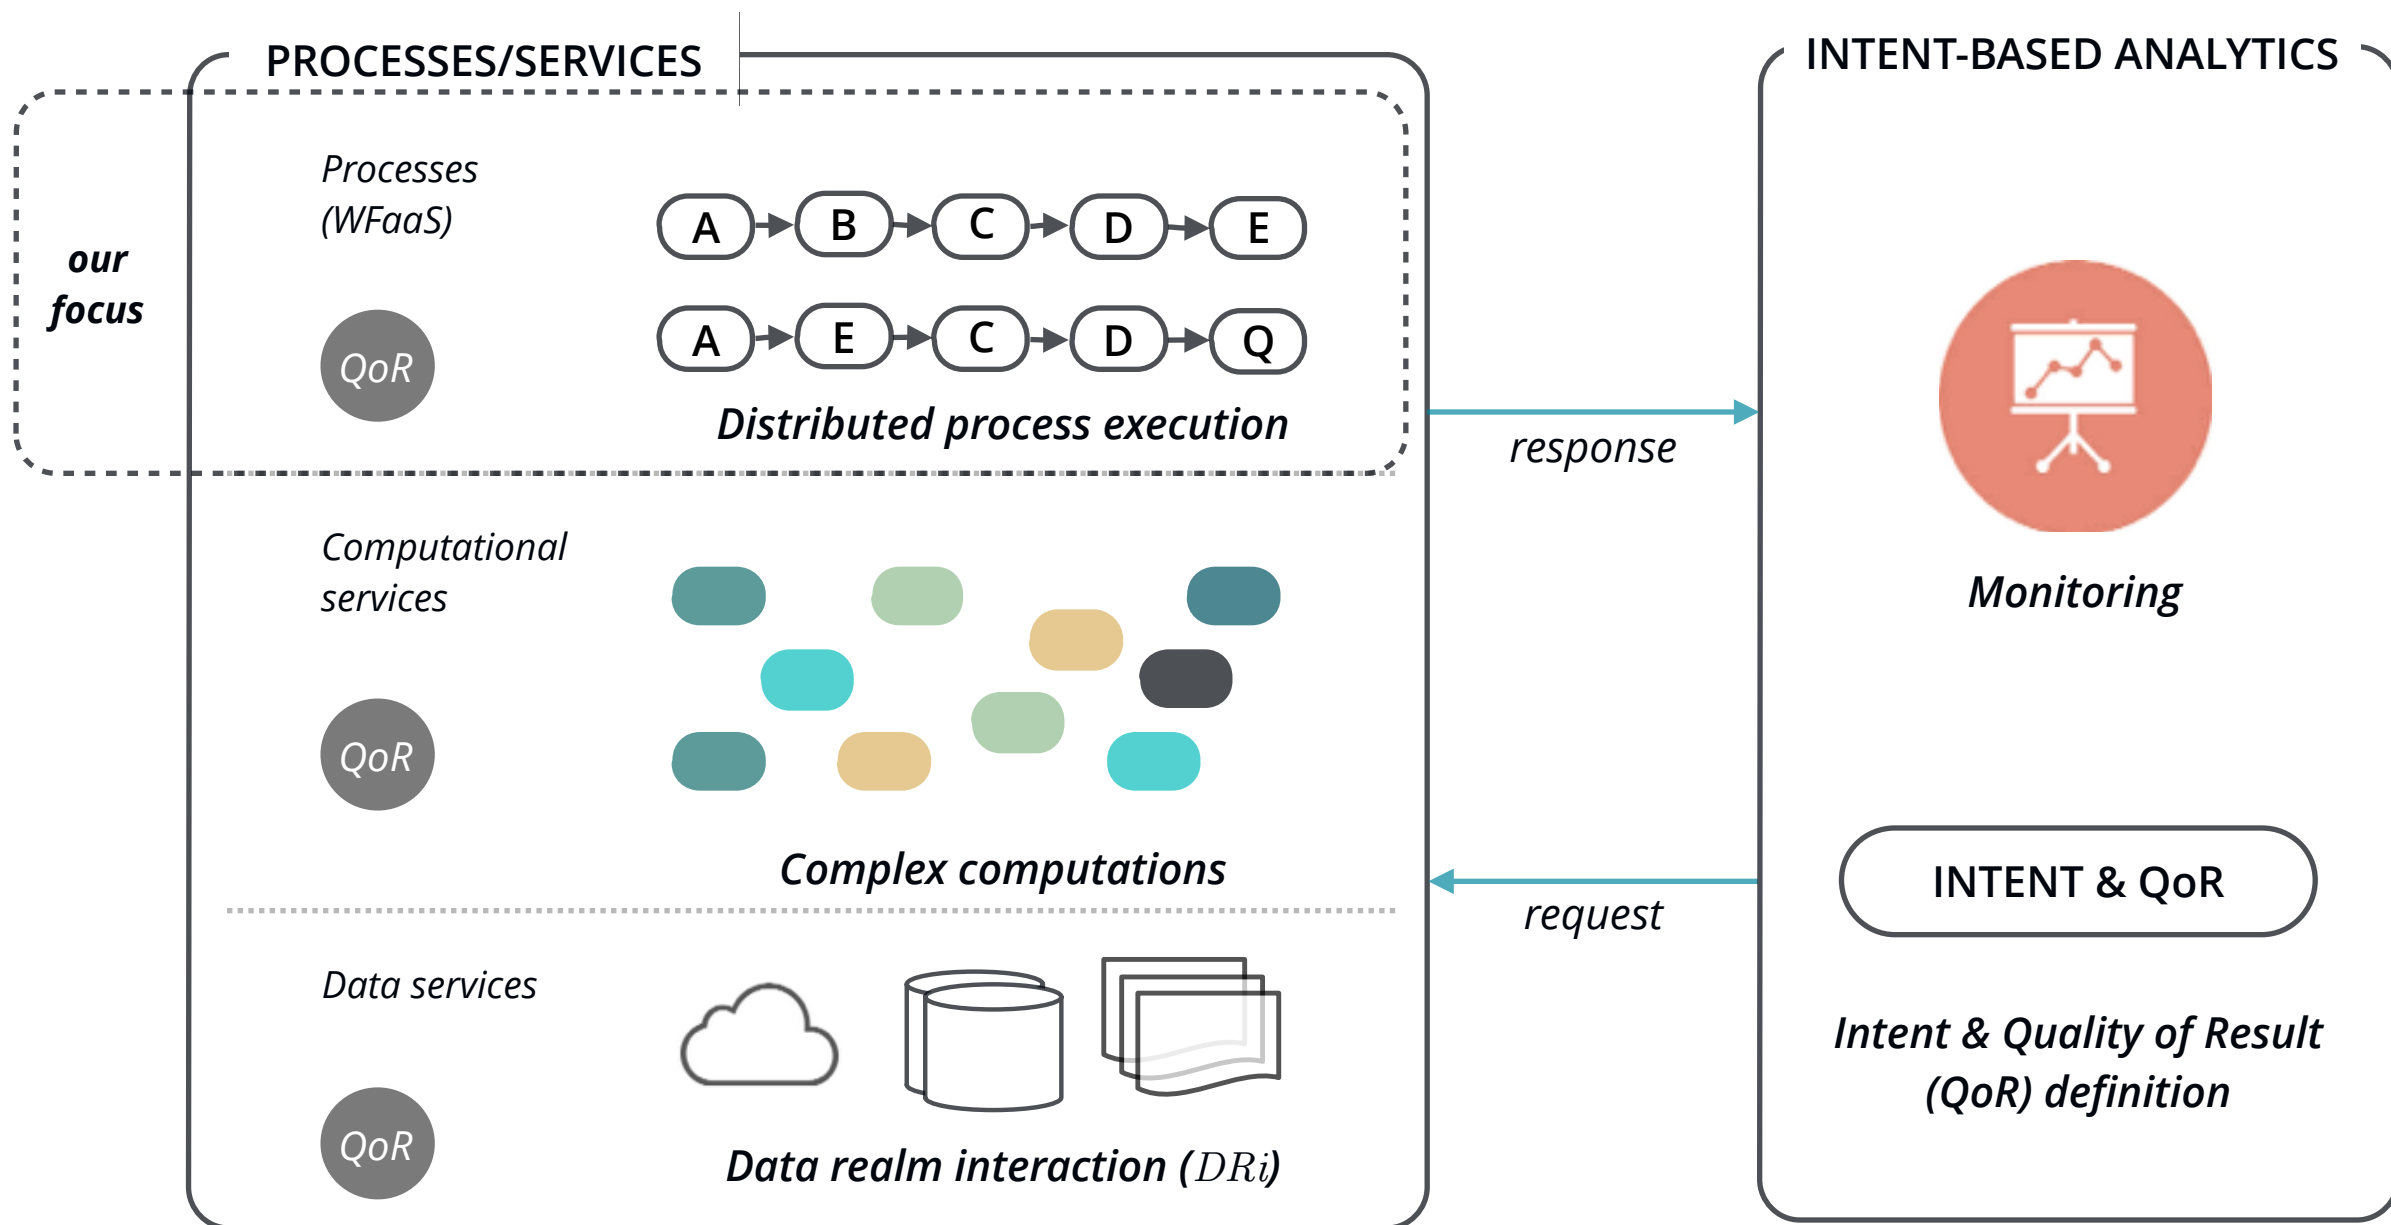 PROCESSES/SERVICES
INTENT-BASED ANALYTICS
our
focus
Processes
(WFaaS)
QoR
A
B
C
D
E
A
E
C
D
Q
Distributed process execution
response
Monitoring
Computational
services
QoR
Complex computations
request
INTENT & QoR
Intent & Quality of Result
(QoR) definition
Data services
QoR
Data realm interaction (DRi)